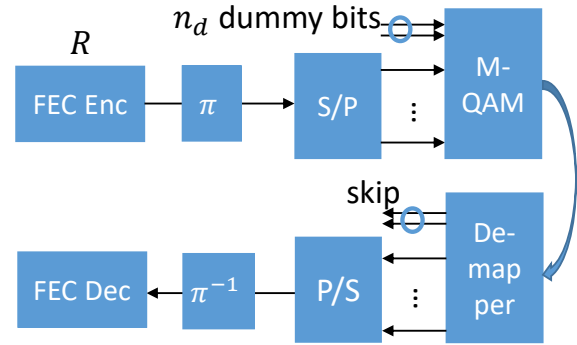 n_d dummy bits
R
FEC Enc
π
S/P
⋮
M-
QAM
skip
FEC Dec
π⁻¹
P/S
⋮
De-
map
per